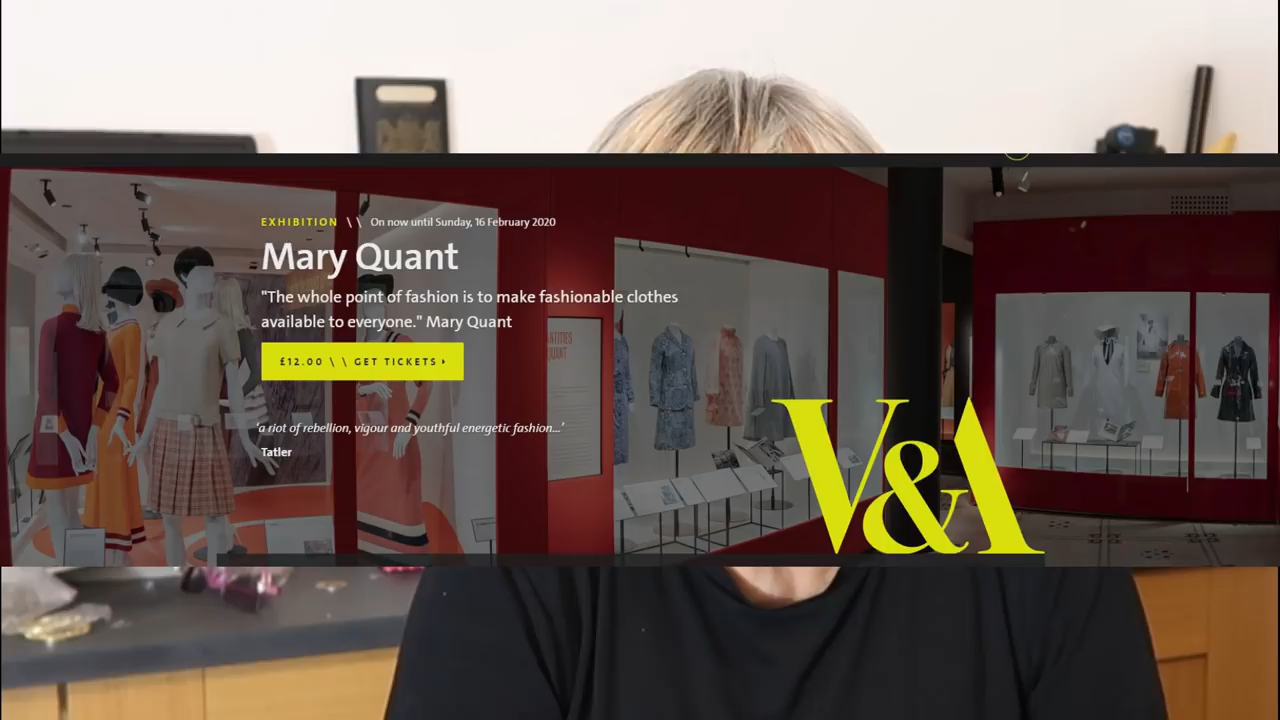 EXHIBITION \\ On now until Sunday, 16 February 2020
Mary Quant
"The whole point of fashion is to make fashionable clothes
available to everyone." Mary Quant
ANTITIES
QUANT
£12.00 \\ GET TICKETS
'a riot of rebellion, vigour and youthful energetic fashion...'
Tatler
V&A